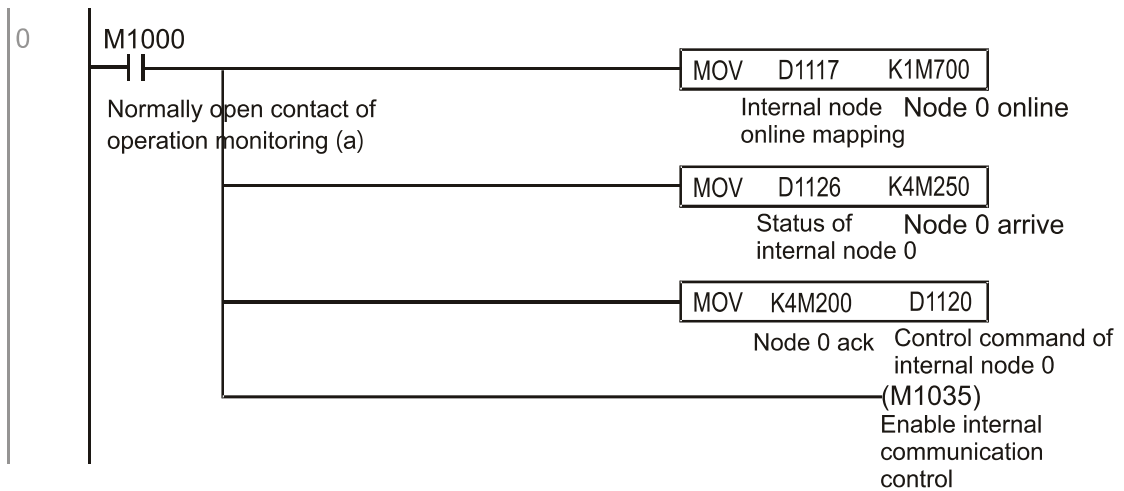 0
M1000
Normally open contact of
operation monitoring (a)
MOV D1117 K1M700
Internal node Node 0 online
online mapping
MOV D1126 K4M250
Status of Node 0 arrive
internal node 0
MOV K4M200 D1120
Node 0 ack Control command of
internal node 0
(M1035)
Enable internal
communication
control